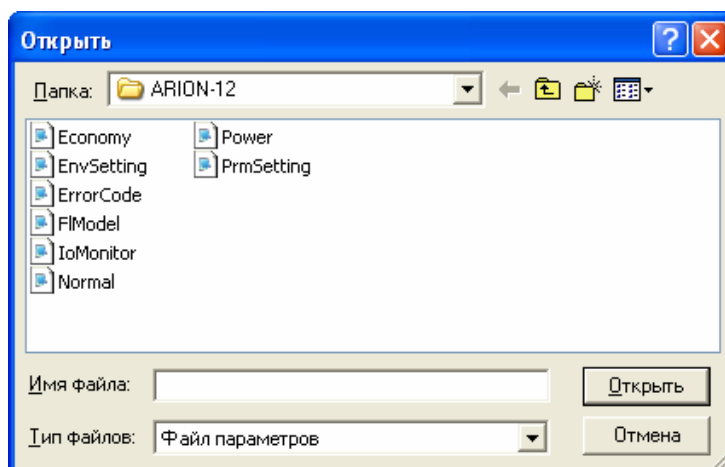 Открыть
Папка: ARION-12
Economy Power
EnvSetting PrmSetting
ErrorCode
FlModel
IoMonitor
Normal
Имя файла: Открыть
Тип файлов: Файл параметров Отмена